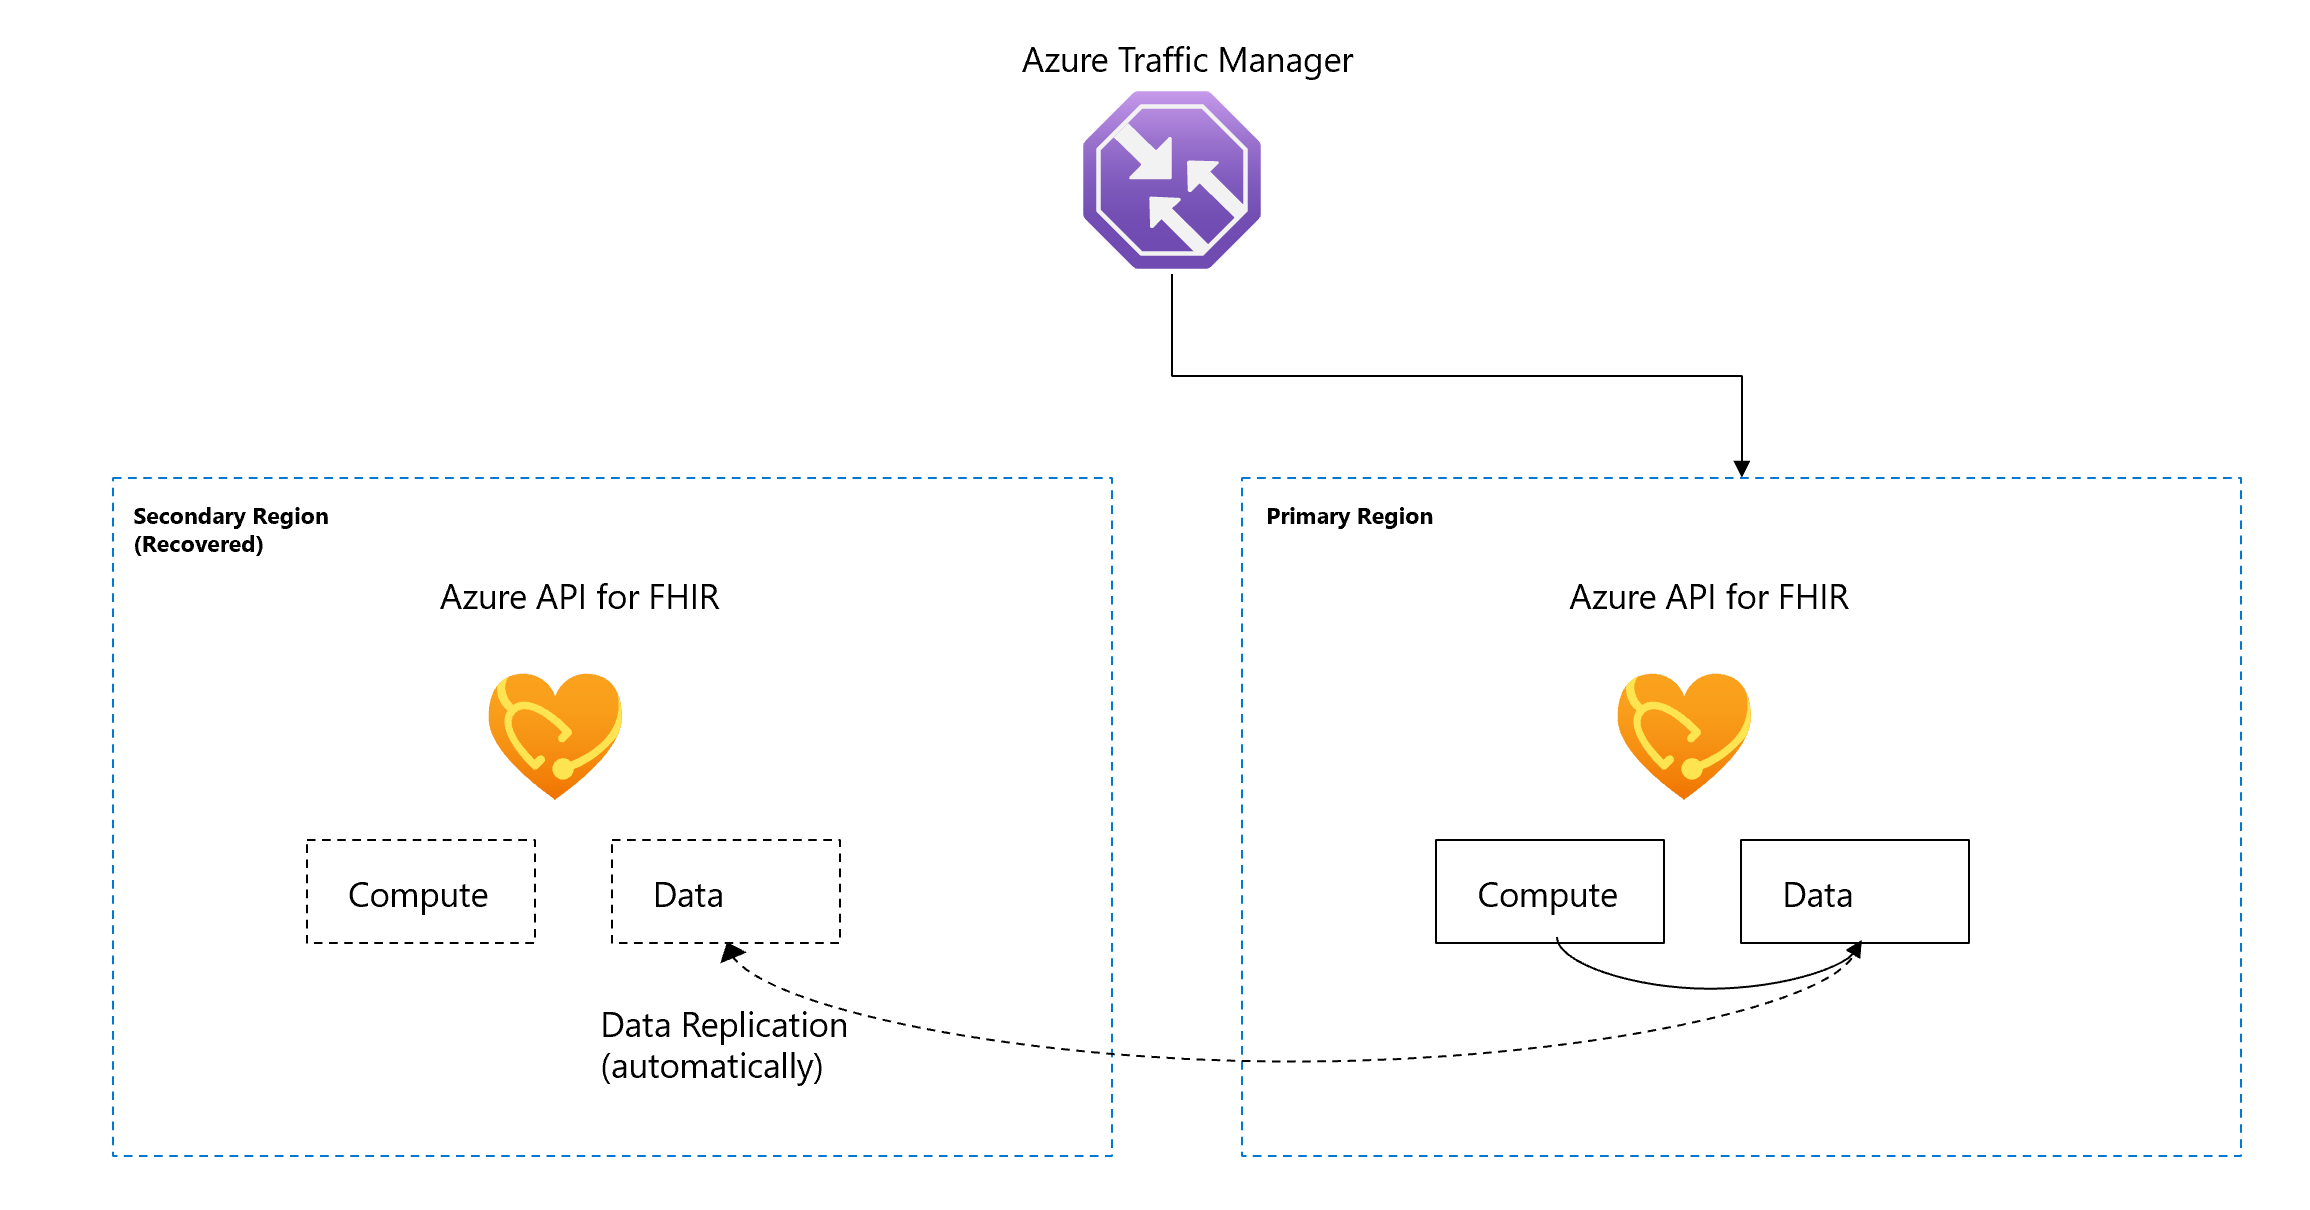 Azure Traffic Manager
Secondary Region
(Recovered)
Azure API for FHIR
Compute
Data
Data Replication
(automatically)
Primary Region
Azure API for FHIR
Compute
Data